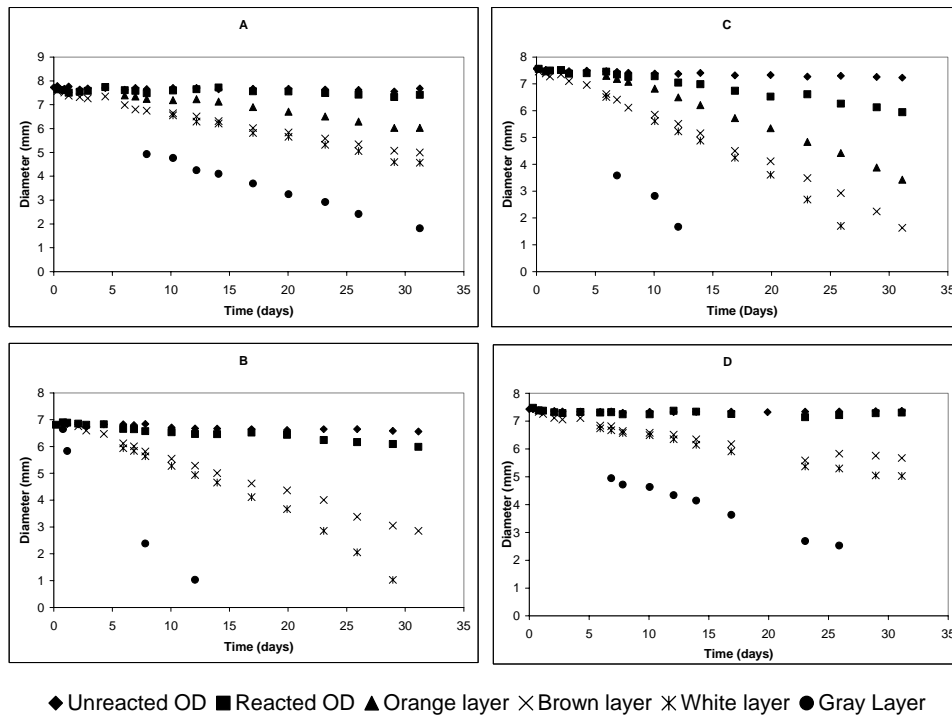 A
9
8
7
6
5
4
3
2
1
0
Diameter (mm)
0 5 10 15 20 25 30 35
Time (days)
C
8
7
6
5
4
3
2
1
0
Diameter (mm)
0 5 10 15 20 25 30 35
Time (Days)
B
8
7
6
5
4
3
2
1
0
Diameter (mm)
0 5 10 15 20 25 30 35
Time (days)
D
8
7
6
5
4
3
2
1
0
Diameter (mm)
0 5 10 15 20 25 30 35
Time (days)
Unreacted OD Reacted OD Orange layer Brown layer White layer Gray Layer